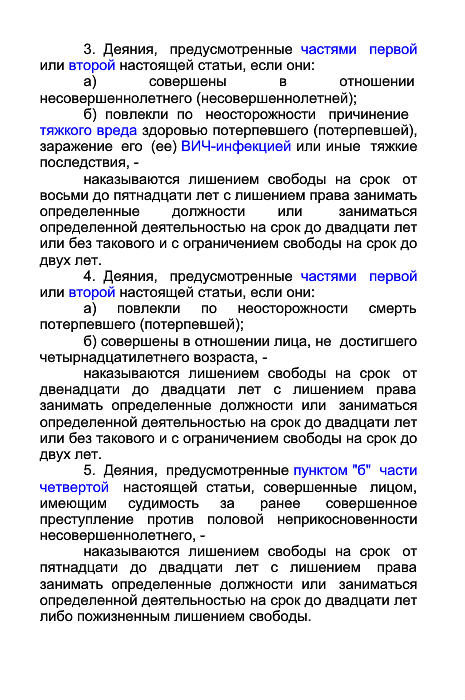 3. Деяния, предусмотренные частями первой
или второй настоящей статьи, если они:
а) совершены в отношении
несовершеннолетнего (несовершеннолетней);
б) повлекли по неосторожности причинение
тяжкого вреда здоровью потерпевшего (потерпевшей),
заражение его (ее) ВИЧ-инфекцией или иные тяжкие
последствия, -
наказываются лишением свободы на срок от
восьми до пятнадцати лет с лишением права занимать
определенные должности или заниматься
определенной деятельностью на срок до двадцати лет
или без такового и с ограничением свободы на срок до
двух лет.
4. Деяния, предусмотренные частями первой
или второй настоящей статьи, если они:
а) повлекли по неосторожности смерть
потерпевшего (потерпевшей);
б) совершены в отношении лица, не достигшего
четырнадцатилетнего возраста, -
наказываются лишением свободы на срок от
двенадцати до двадцати лет с лишением права
занимать определенные должности или заниматься
определенной деятельностью на срок до двадцати лет
или без такового и с ограничением свободы на срок до
двух лет.
5. Деяния, предусмотренные пунктом "б" части
четвертой настоящей статьи, совершенные лицом,
имеющим судимость за ранее совершенное
преступление против половой неприкосновенности
несовершеннолетнего, -
наказываются лишением свободы на срок от
пятнадцати до двадцати лет с лишением права
занимать определенные должности или заниматься
определенной деятельностью на срок до двадцати лет
либо пожизненным лишением свободы.